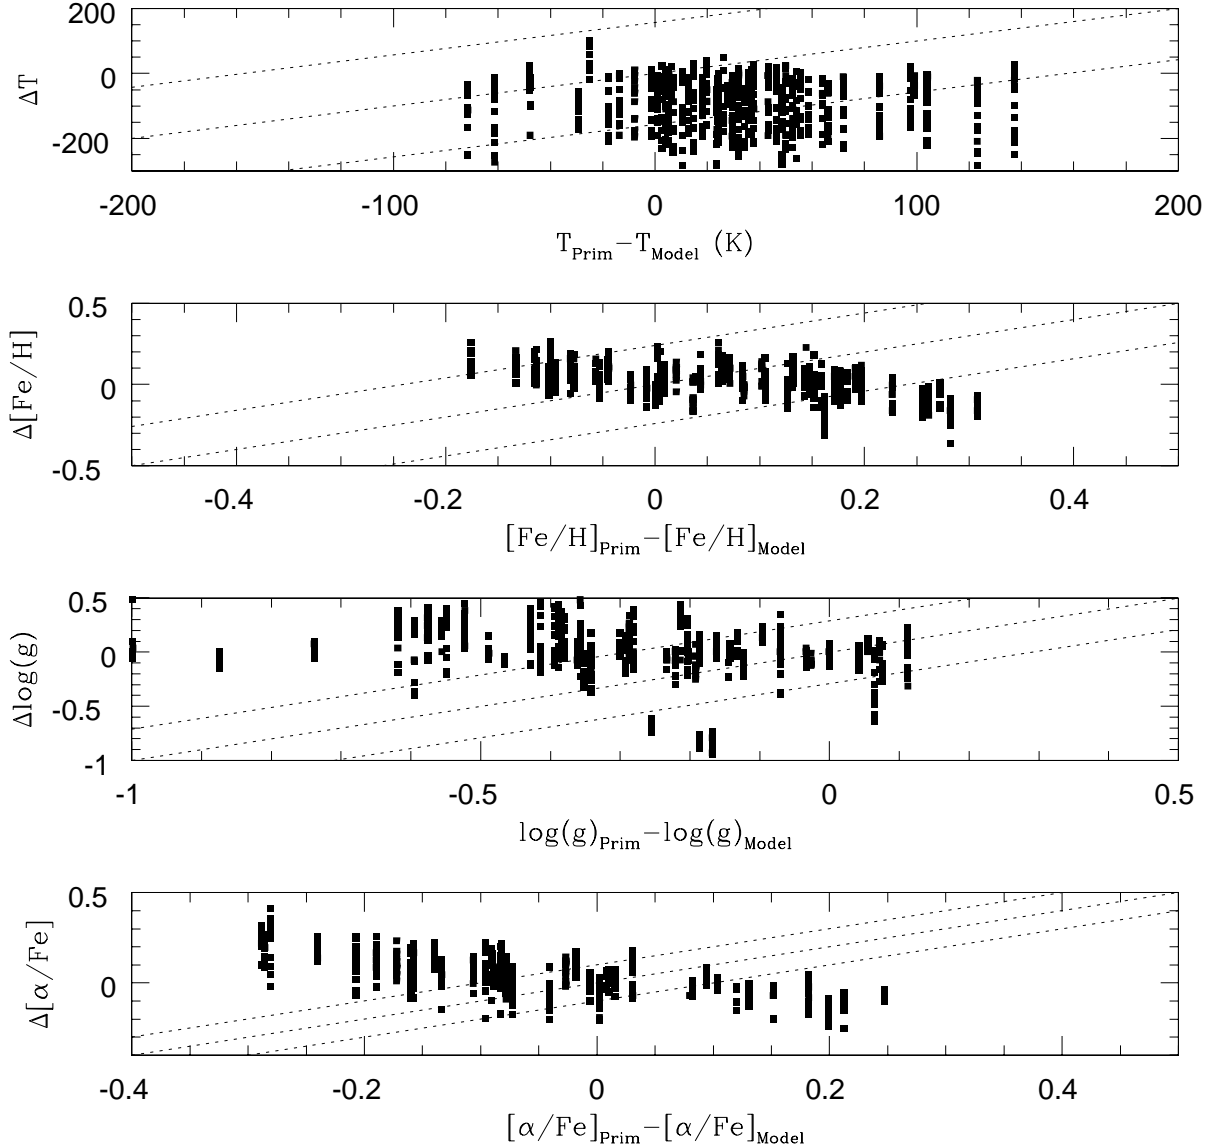 200
0
-200
ΔT
-200 -100 0 100 200
T_Prim−T_Model (K)
0.5
0
-0.5
Δ[Fe/H]
-0.4 -0.2 0 0.2 0.4
[Fe/H]_Prim−[Fe/H]_Model
0.5
0
-0.5
-1
Δlog(g)
-1 -0.5 0 0.5
log(g)_Prim−log(g)_Model
0.5
0
Δ[α/Fe]
-0.4 -0.2 0 0.2 0.4
[α/Fe]_Prim−[α/Fe]_Model